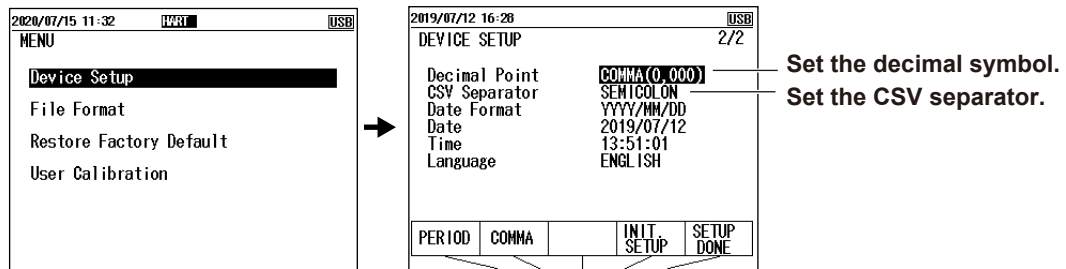 2020/07/15 11:32 HART USB
MENU
Device Setup
File Format
Restore Factory Default
User Calibration
2019/07/12 16:28 USB
DEVICE SETUP 2/2
Decimal Point COMMA(0,000)
CSV Separator SEMICOLON
Date Format YYYY/MM/DD
Date 2019/07/12
Time 13:51:01
Language ENGLISH
PERIOD COMMA INIT. SETUP SETUP DONE
Set the decimal symbol.
Set the CSV separator.